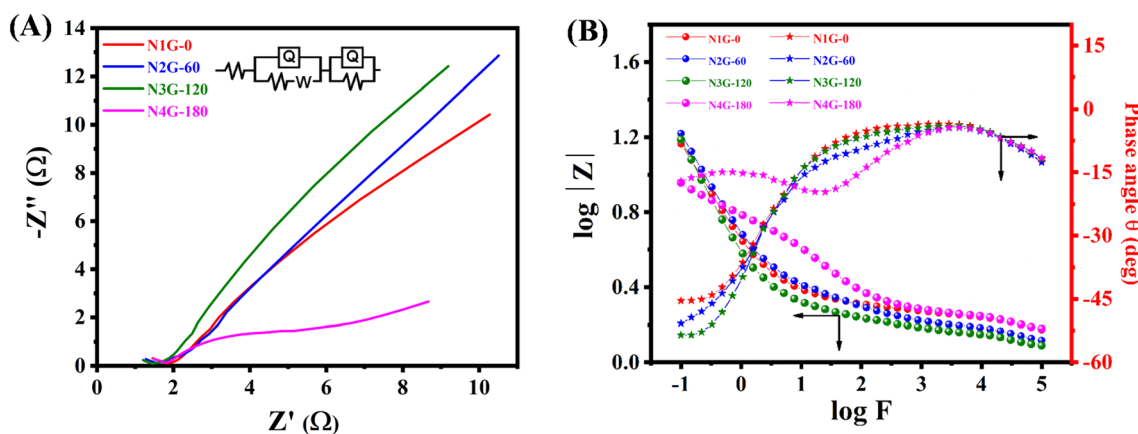 (A)
14
12
10
8
6
4
2
0
-Z'' (Ω)
N1G-0
N2G-60
N3G-120
N4G-180
Q
Q
W
0 2 4 6 8 10
Z' (Ω)
(B)
1.6
1.2
0.8
0.4
0.0
log |Z|
N1G-0 N1G-0
N2G-60 N2G-60
N3G-120 N3G-120
N4G-180 N4G-180
15
0
-15
-30
-45
-60
Phase angle θ (deg)
-1 0 1 2 3 4 5
log F